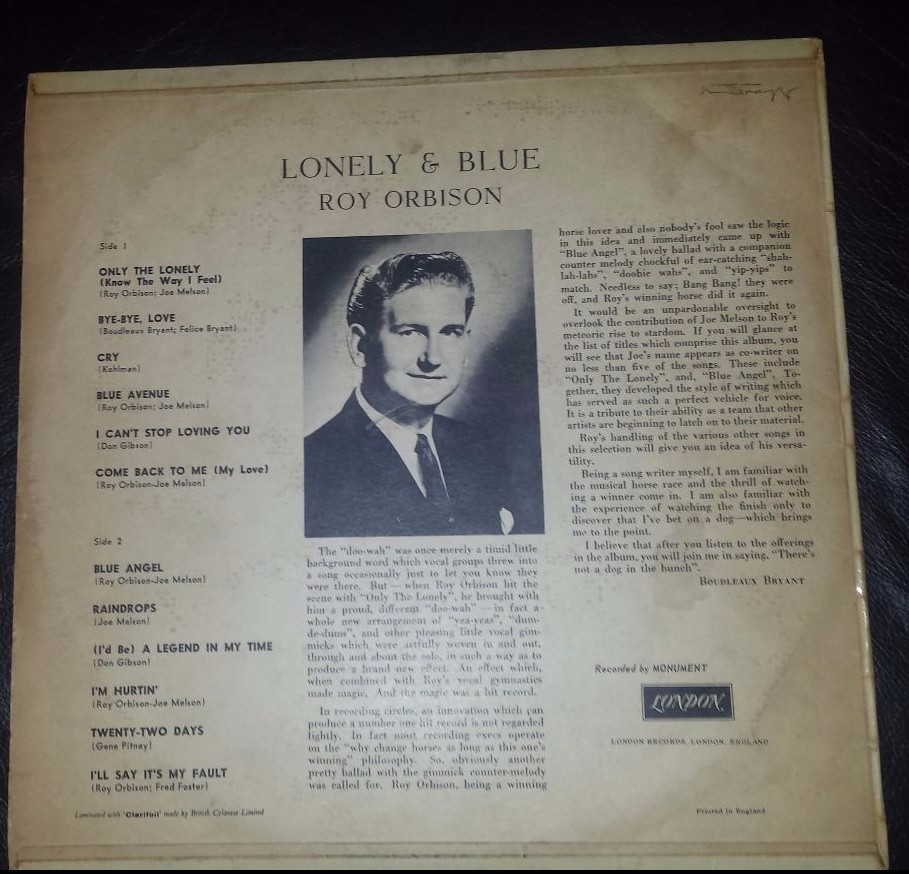 LONELY & BLUE
ROY ORBISON
Side 1
ONLY THE LONELY
(Know The Way I Feel)
(Roy Orbison; Joe Melson)
BYE-BYE, LOVE
(Boudleaux Bryant; Felice Bryant)
CRY
(Kohlman)
BLUE AVENUE
(Roy Orbison; Joe Melson)
I CAN'T STOP LOVING YOU
(Don Gibson)
COME BACK TO ME (My Love)
(Roy Orbison-Joe Melson)
Side 2
BLUE ANGEL
(Roy Orbison-Joe Melson)
RAINDROPS
(Joe Melson)
(I'd Be) A LEGEND IN MY TIME
(Don Gibson)
I'M HURTIN'
(Roy Orbison-Joe Melson)
TWENTY-TWO DAYS
(Gene Pitney)
I'LL SAY IT'S MY FAULT
(Roy Orbison; Fred Foster)
Laminated with 'Clarifoil' made by British Celanese Limited
The "doo-wah" was once merely a timid little
background word which vocal groups threw into
a song occasionally just to let you know they
were there. But — when Roy Orbison hit the
scene with "Only The Lonely", he brought with
him a proud, different "doo-wah" — in fact a
whole new arrangement of "yea-yeas", "dum-
de-dums", and other pleasing little vocal gim-
micks which were artfully woven in and out,
through and about the solo, in such a way as to
produce a brand new effect. An effect which,
when combined with Roy's vocal gymnastics
made magic. And the magic was a hit record.
In recording circles, an innovation which can
produce a number one hit record is not regarded
lightly. In fact most recording execs operate
on the "why change horses as long as this one's
winning" philosophy. So, obviously another
pretty ballad with the gimmick counter-melody
was called for. Roy Orbison, being a winning
horse lover and also nobody's fool saw the logic
in this idea and immediately came up with
"Blue Angel", a lovely ballad with a companion
counter melody chockful of ear-catching "shah-
lah-lahs", "doobie wahs", and "yip-yips" to
match. Needless to say; Bang Bang! they were
off, and Roy's winning horse did it again.
It would be an unpardonable oversight to
overlook the contribution of Joe Melson to Roy's
meteoric rise to stardom. If you will glance at
the list of titles which comprise this album, you
will see that Joe's name appears as co-writer on
no less than five of the songs. These include
"Only The Lonely", and, "Blue Angel". To-
gether, they developed the style of writing which
has served as such a perfect vehicle for voice.
It is a tribute to their ability as a team that other
artists are beginning to latch on to their material.
Roy's handling of the various other songs in
this selection will give you an idea of his versa-
tility.
Being a song writer myself, I am familiar with
the musical horse race and the thrill of watch-
ing a winner come in. I am also familiar with
the experience of watching the finish only to
discover that I've bet on a dog—which brings
me to the point.
I believe that after you listen to the offerings
in the album, you will join me in saying, "There's
not a dog in the bunch".
BOUDLEAUX BRYANT
Recorded by MONUMENT
LONDON
LONDON RECORDS, LONDON, ENGLAND
Printed in England